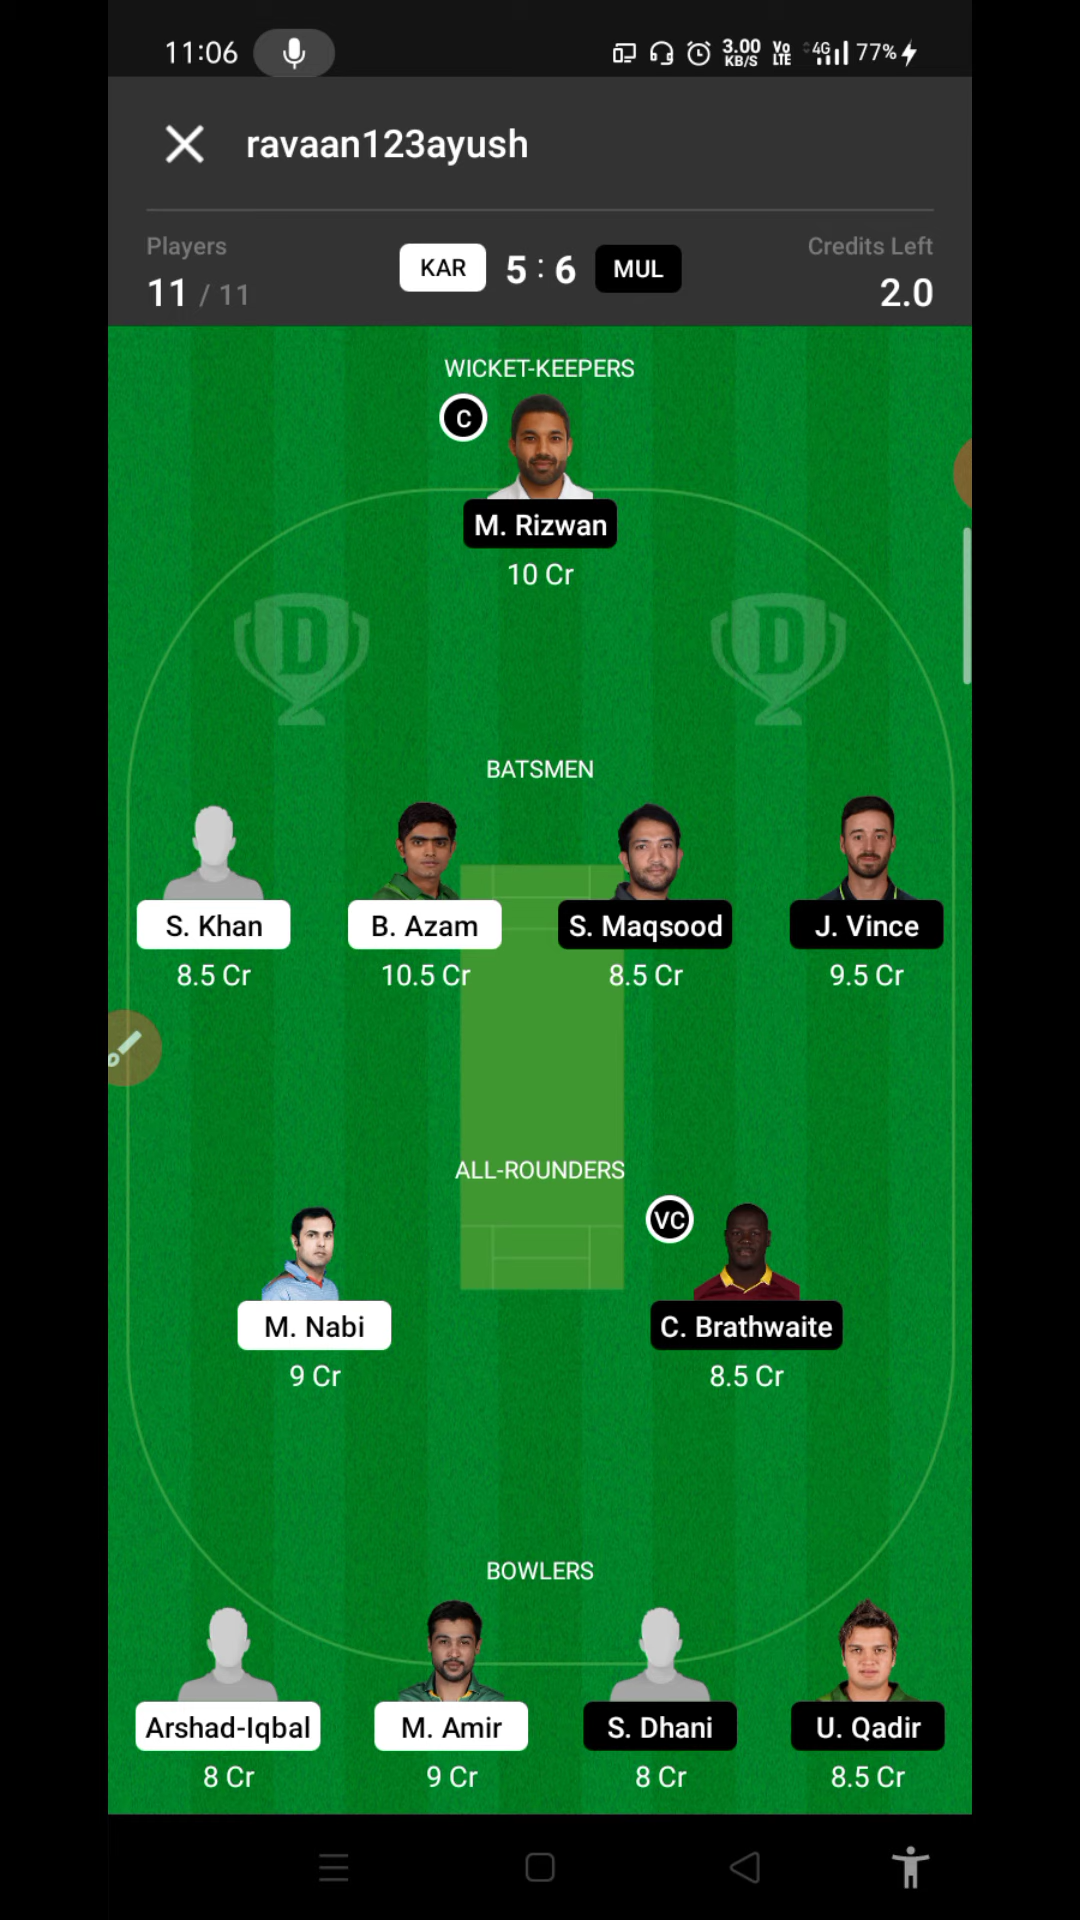 11:06
3.00 KB/S Vo LTE 4G 77%
ravaan123ayush
Players
Credits Left
11 / 11
KAR 5 : 6 MUL
2.0
WICKET-KEEPERS
C
M. Rizwan
10 Cr
D D
BATSMEN
S. Khan B. Azam S. Maqsood J. Vince
8.5 Cr 10.5 Cr 8.5 Cr 9.5 Cr
ALL-ROUNDERS
VC
M. Nabi C. Brathwaite
9 Cr 8.5 Cr
BOWLERS
Arshad-Iqbal M. Amir S. Dhani U. Qadir
8 Cr 9 Cr 8 Cr 8.5 Cr